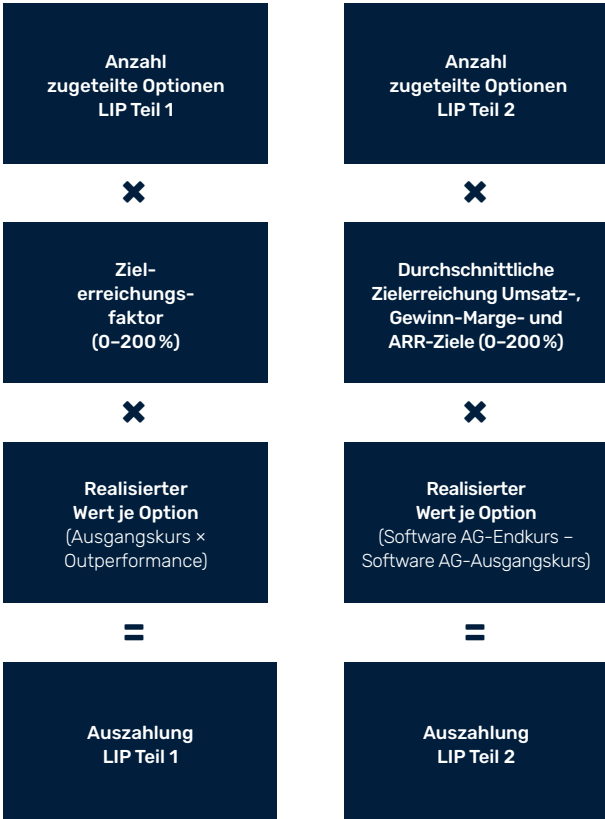 Anzahl
zugeteilte Optionen
LIP Teil 1
×
Ziel-
erreichungs-
faktor
(0–200 %)
×
Realisierter
Wert je Option
(Ausgangskurs ×
Outperformance)
=
Auszahlung
LIP Teil 1
Anzahl
zugeteilte Optionen
LIP Teil 2
×
Durchschnittliche
Zielerreichung Umsatz-,
Gewinn-Marge- und
ARR-Ziele (0–200 %)
×
Realisierter
Wert je Option
(Software AG-Endkurs –
Software AG-Ausgangskurs)
=
Auszahlung
LIP Teil 2